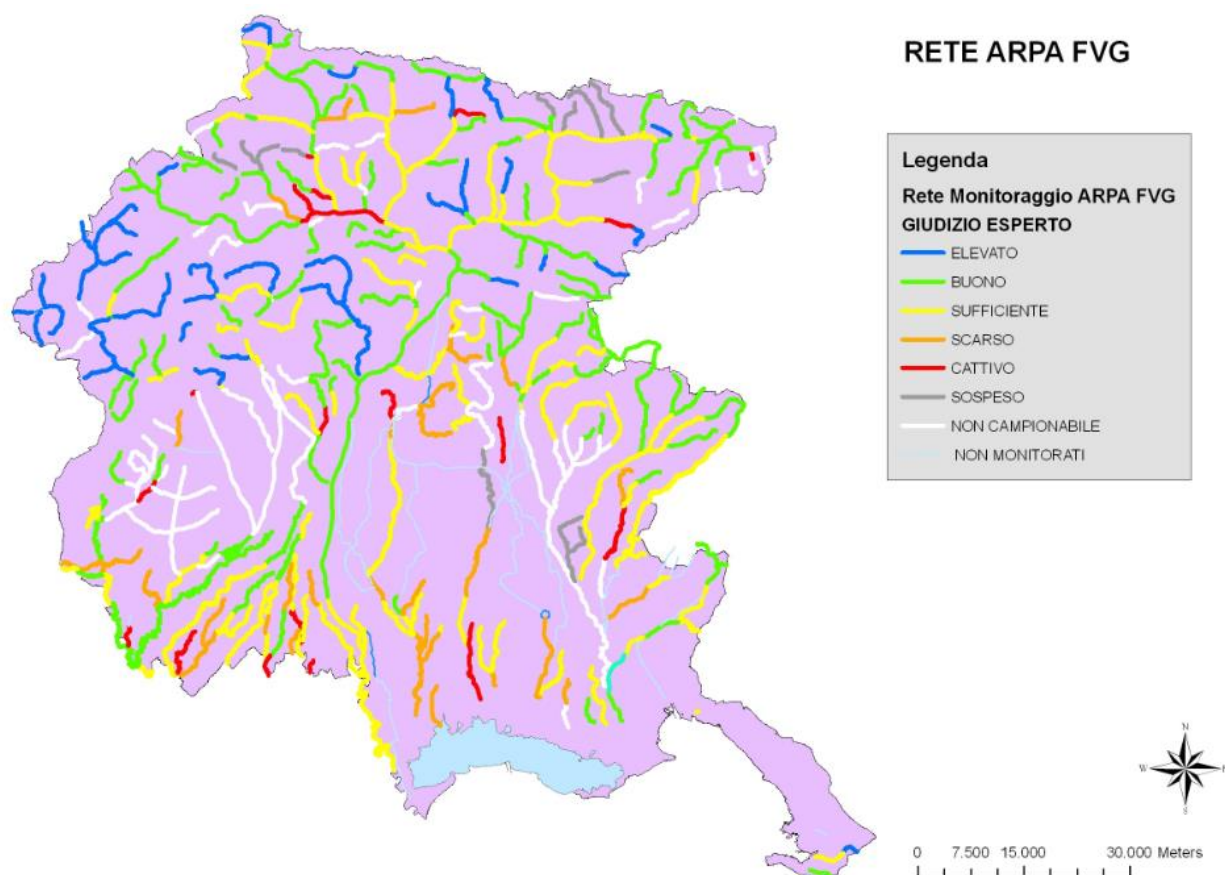 RETE ARPA FVG
Legenda
Rete Monitoraggio ARPA FVG
GIUDIZIO ESPERTO
ELEVATO
BUONO
SUFFICIENTE
SCARSO
CATTIVO
SOSPESO
NON CAMPIONABILE
NON MONITORATI
N
W E
S
0 7.500 15.000 30.000 Meters